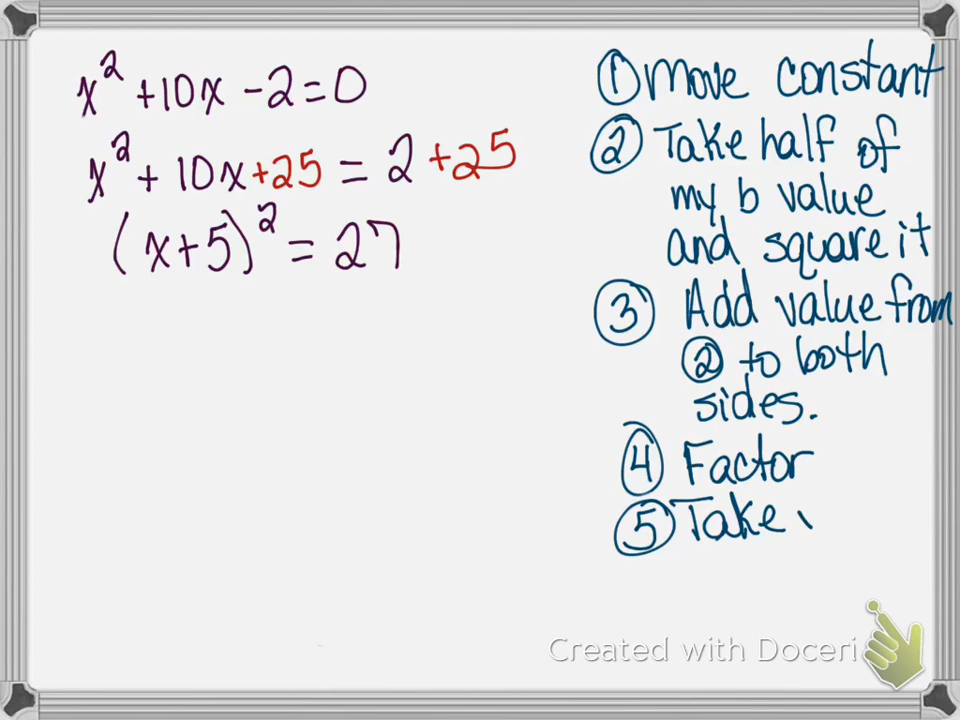 x² +10x -2=0
x² + 10x +25 = 2 +25
(x+5)² = 27
① Move constant
② Take half of
my b value
and square it
③ Add value from
② to both
sides.
④ Factor
⑤ Take
Created with Doceri